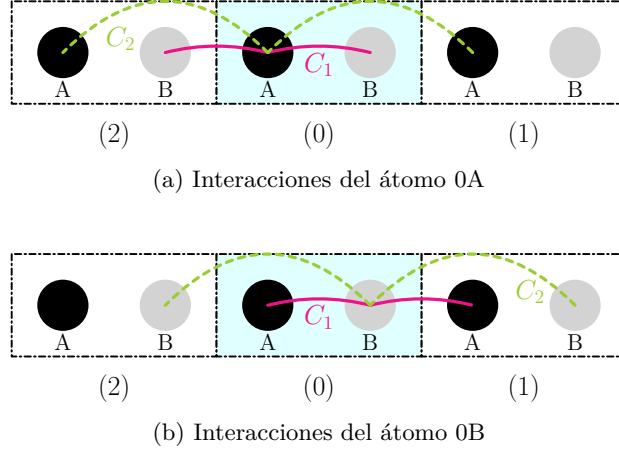 C₂ C₁
A B A B A B
(2) (0) (1)
(a) Interacciones del átomo 0A
C₁ C₂
A B A B A B
(2) (0) (1)
(b) Interacciones del átomo 0B